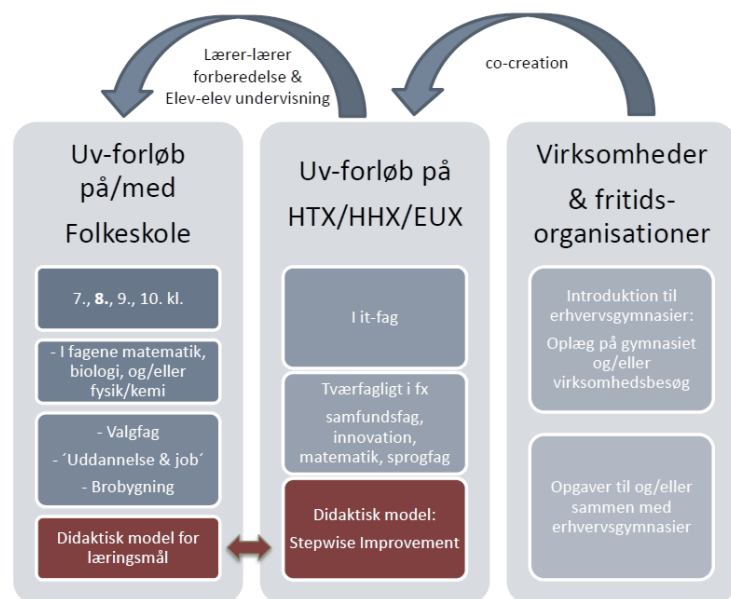 Lærer-lærer
forberedelse &
Elev-elev undervisning
co-creation
Uv-forløb
på/med
Folkeskole
7., 8., 9., 10. kl.
- I fagene matematik,
biologi, og/eller
fysik/kemi
- Valgfag
- ´Uddannelse & job´
- Brobygning
Didaktisk model for
læringsmål
Uv-forløb på
HTX/HHX/EUX
I it-fag
Tværfagligt i fx
samfundsfag,
innovation,
matematik, sprogfag
Didaktisk model:
Stepwise Improvement
Virksomheder
& fritids-
organisationer
Introduktion til
erhvervsgymnasier:
Oplæg på gymnasiet
og/eller
virksomhedsbesøg
Opgaver til og/eller
sammen med
erhvervsgymnasier